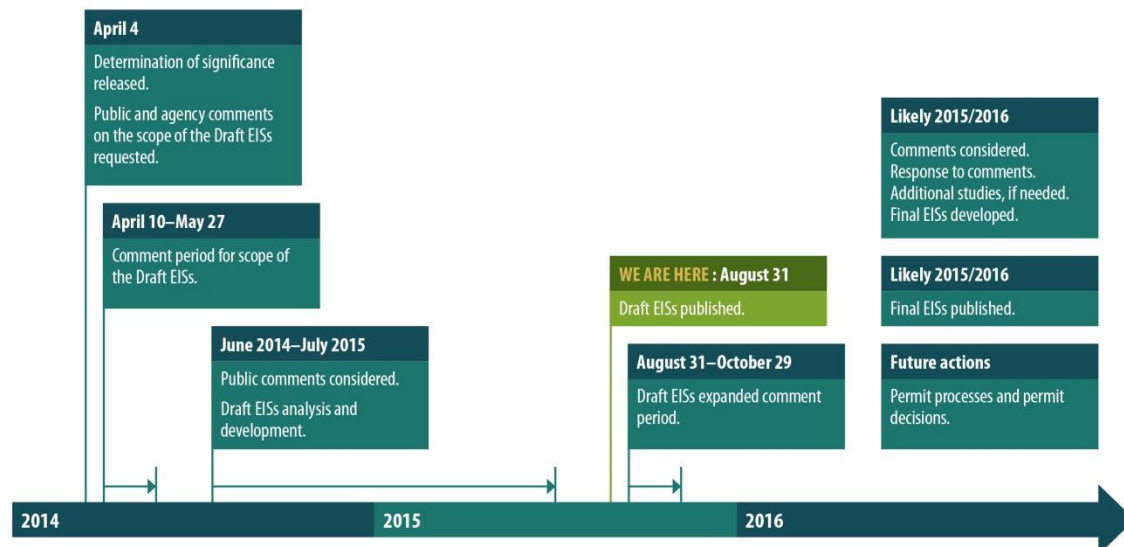 April 4
Determination of significance
released.
Public and agency comments
on the scope of the Draft EISs
requested.
April 10–May 27
Comment period for scope of
the Draft EISs.
June 2014–July 2015
Public comments considered.
Draft EISs analysis and
development.
WE ARE HERE : August 31
Draft EISs published.
August 31–October 29
Draft EISs expanded comment
period.
Likely 2015/2016
Comments considered.
Response to comments.
Additional studies, if needed.
Final EISs developed.
Likely 2015/2016
Final EISs published.
Future actions
Permit processes and permit
decisions.
2014
2015
2016